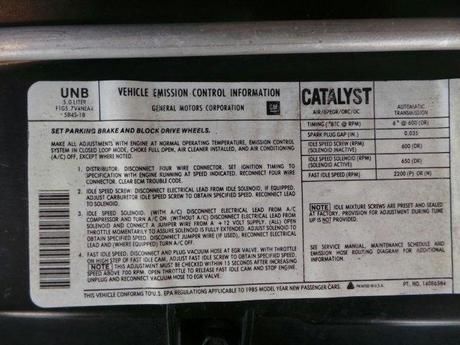 UNB
5.0 LITER
F1G5.7V4NEA4
5B4S-1B
VEHICLE EMISSION CONTROL INFORMATION
GENERAL MOTORS CORPORATION
GM
CATALYST
AIR/BPEGR/ORC/OC
SET PARKING BRAKE AND BLOCK DRIVE WHEELS.
MAKE ALL ADJUSTMENTS WITH ENGINE AT NORMAL OPERATING TEMPERATURE, EMISSION
SYSTEM IN CLOSED LOOP MODE, CHOKE FULL OPEN, AIR CLEANER INSTALLED, AND AIR CONDITIONING
(A/C) OFF, EXCEPT WHERE NOTED.
1. DISTRIBUTOR: DISCONNECT FOUR WIRE CONNECTOR. SET IGNITION TIMING TO
SPECIFICATION WITH ENGINE RUNNING AT SPEED INDICATED. RECONNECT FOUR WIRE
CONNECTOR, CLEAR ECM TROUBLE CODE.
2. IDLE SPEED SCREW: DISCONNECT ELECTRICAL LEAD FROM IDLE SOLENOID, IF EQUIPPED.
ADJUST CARBURETOR IDLE SPEED SCREW TO OBTAIN SPECIFIED SPEED. RECONNECT LEAD
TO SOLENOID.
3. IDLE SPEED SOLENOID: (WITH A/C) DISCONNECT ELECTRICAL LEAD FROM A/C
COMPRESSOR AND TURN A/C ON (WITHOUT A/C) DISCONNECT ELECTRICAL LEAD FROM
SOLENOID AND CONNECT A JUMPER WIRE FROM A +12 VOLT SUPPLY. (ALL) OPEN
THROTTLE MOMENTARILY TO ASSURE SOLENOID IS FULLY EXTENDED. ADJUST SOLENOID TO
OBTAIN SPECIFIED SPEED. DISCONNECT JUMPER WIRE (IF USED), RECONNECT ELECTRICAL
LEAD AND (WHERE EQUIPPED) TURN A/C OFF.
4. FAST IDLE SPEED: DISCONNECT AND PLUG VACUUM HOSE AT EGR VALVE. WITH THROTTLE
ON HIGH STEP OF FAST IDLE CAM, ADJUST FAST IDLE SCREW TO OBTAIN SPECIFIED SPEED.
NOTE THIS ADJUSTMENT MUST BE CHECKED WITHIN 15 SECONDS AFTER INCREASING
SPEED ABOVE 700 RPM. OPEN THROTTLE TO RELEASE FAST IDLE CAM AND STOP ENGINE.
UNPLUG AND RECONNECT VACUUM HOSE TO EGR VALVE.
AUTOMATIC
TRANSMISSION
TIMING (°BTC @ RPM) 6° @ 600 (DR)
SPARK PLUG GAP (IN.) 0.035
IDLE SPEED SCREW (RPM)
(SOLENOID INACTIVE) 600 (DR)
IDLE SPEED SOLENOID (RPM)
(SOLENOID ACTIVE) 650 (DR)
FAST IDLE SPEED (RPM) 2200 (P) OR (N)
NOTE IDLE MIXTURE SCREWS ARE PRESET AND SEALED
AT FACTORY. PROVISION FOR ADJUSTMENT DURING TUNE
UP IS NOT PROVIDED.
SEE SERVICE MANUAL, MAINTENANCE SCHEDULE AND
EMISSION HOSE ROUTING DIAGRAM FOR ADDITIONAL
INFORMATION.
THIS VEHICLE CONFORMS TO U.S. EPA REGULATIONS APPLICABLE TO 1985 MODEL YEAR NEW PASSENGER CARS.
PRINTED IN U.S.A.
PT. NO. 14086584